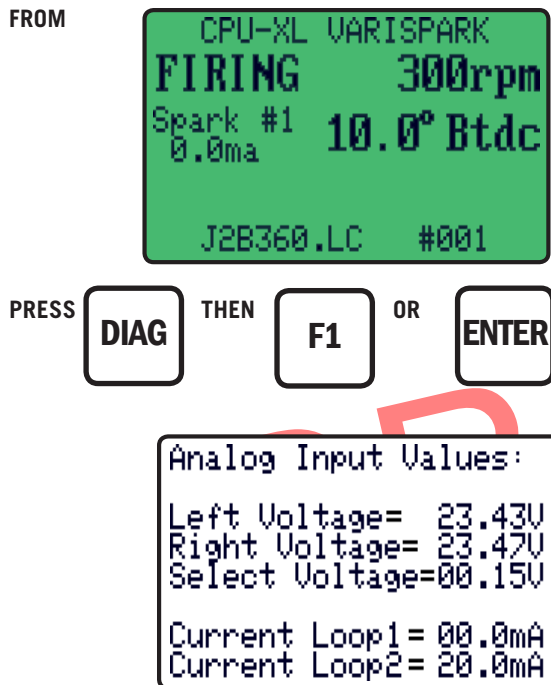 FROM
CPU-XL VARISPARK
FIRING 300rpm
Spark #1
0.0ma
10.0° Btdc
J2B360.LC #001
PRESS DIAG THEN F1 OR ENTER
Analog Input Values:
Left Voltage= 23.43V
Right Voltage= 23.47V
Select Voltage=00.15V
Current Loop1= 00.0mA
Current Loop2= 20.0mA